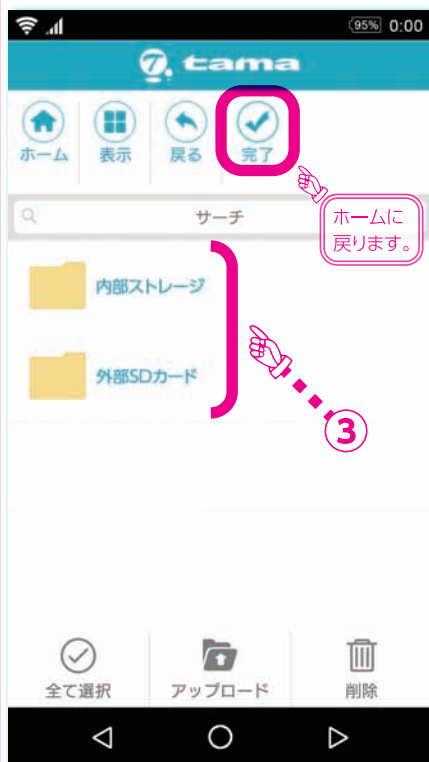 95% 0:00
tama
ホーム 表示 戻る 完了
サーチ
ホームに
戻ります。
内部ストレージ
外部SDカード
③
全て選択 アップロード 削除